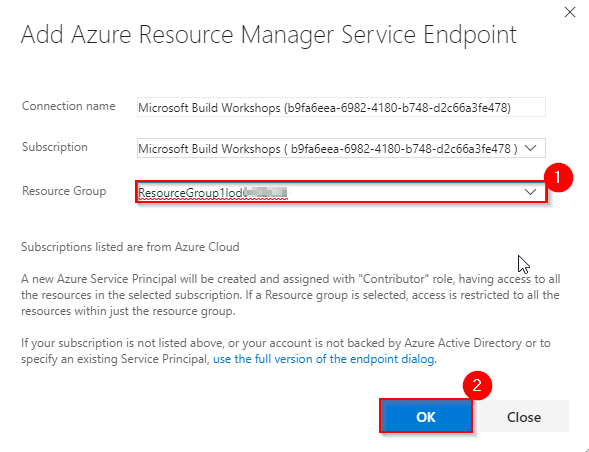 Add Azure Resource Manager Service Endpoint
Connection name Microsoft Build Workshops (b9fa6eea-6982-4180-b748-d2c66a3fe478)
Subscription Microsoft Build Workshops ( b9fa6eea-6982-4180-b748-d2c66a3fe478 )
1
Resource Group ResourceGroup1lod
Subscriptions listed are from Azure Cloud
A new Azure Service Principal will be created and assigned with "Contributor" role, having access to all
the resources in the selected subscription. If a Resource group is selected, access is restricted to all the
resources within just the resource group.
If your subscription is not listed above, or your account is not backed by Azure Active Directory or to
specify an existing Service Principal, use the full version of the endpoint dialog.
2
OK Close